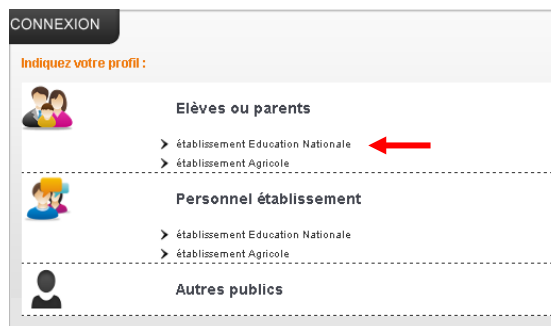 CONNEXION
Indiquez votre profil :
Elèves ou parents
établissement Education Nationale
établissement Agricole
Personnel établissement
établissement Education Nationale
établissement Agricole
Autres publics